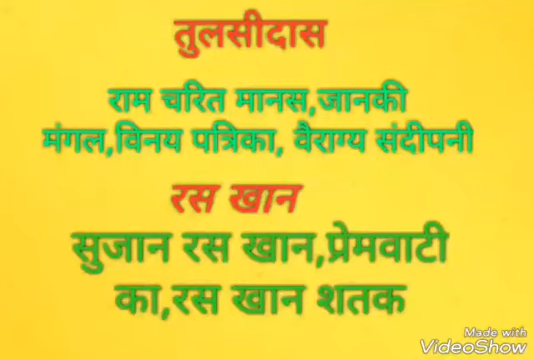 तुलसीदास
राम चरित मानस,जानकी
मंगल,विनय पत्रिका, वैराग्य संदीपनी
रस खान
सुजान रस खान,प्रेमवाटी
का,रस खान शतक
Made with
VideoShow